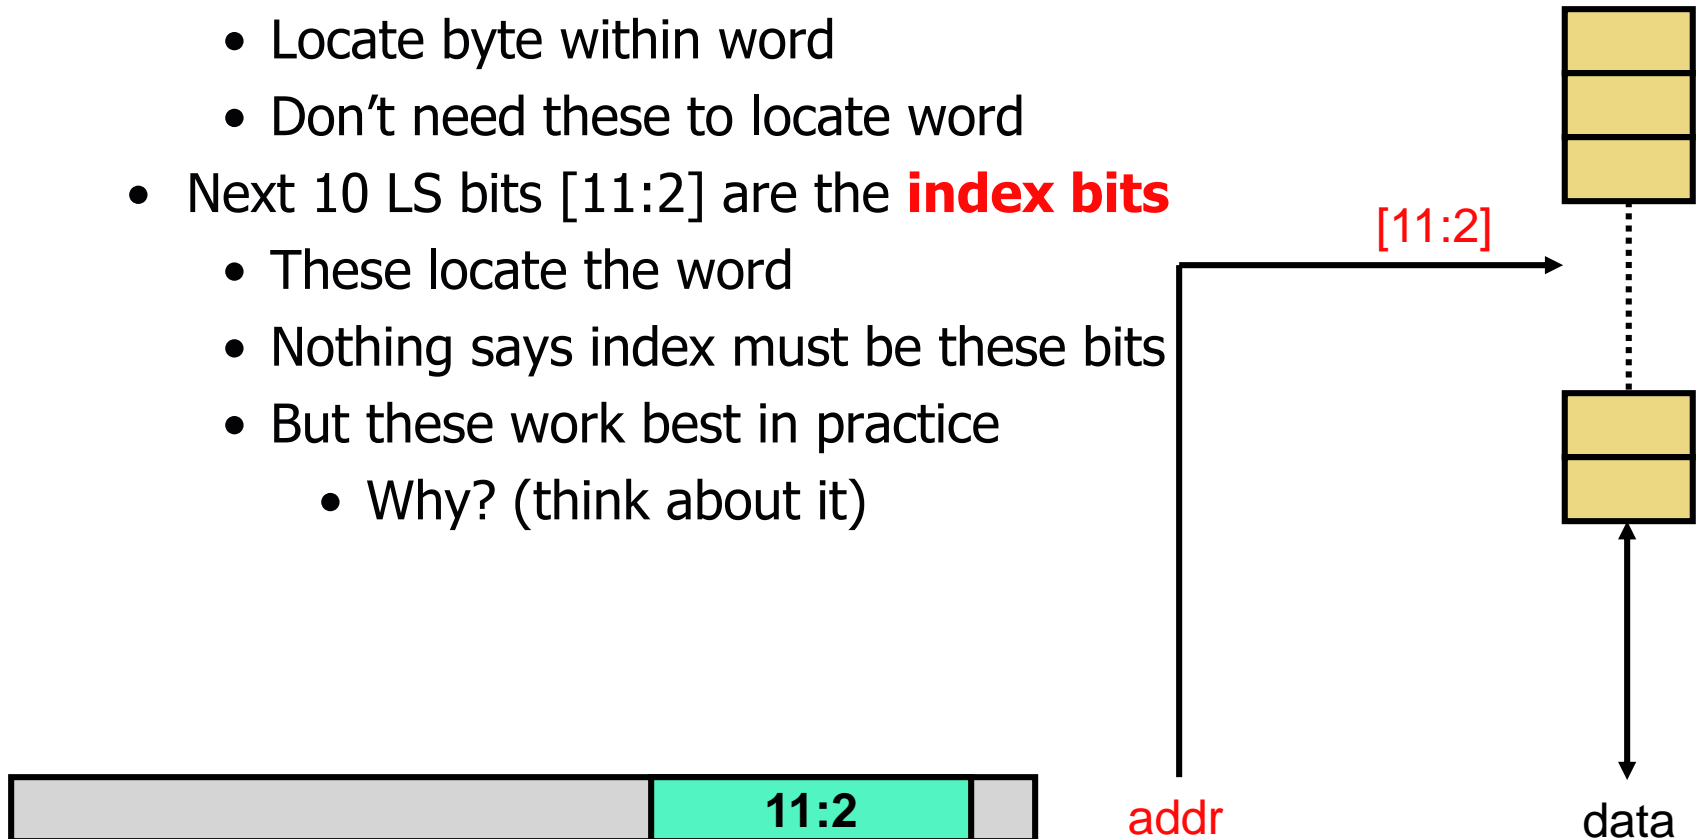 • Locate byte within word
• Don’t need these to locate word
• Next 10 LS bits [11:2] are the index bits
• These locate the word
• Nothing says index must be these bits
• But these work best in practice
• Why? (think about it)
[11:2]
11:2
addr
data